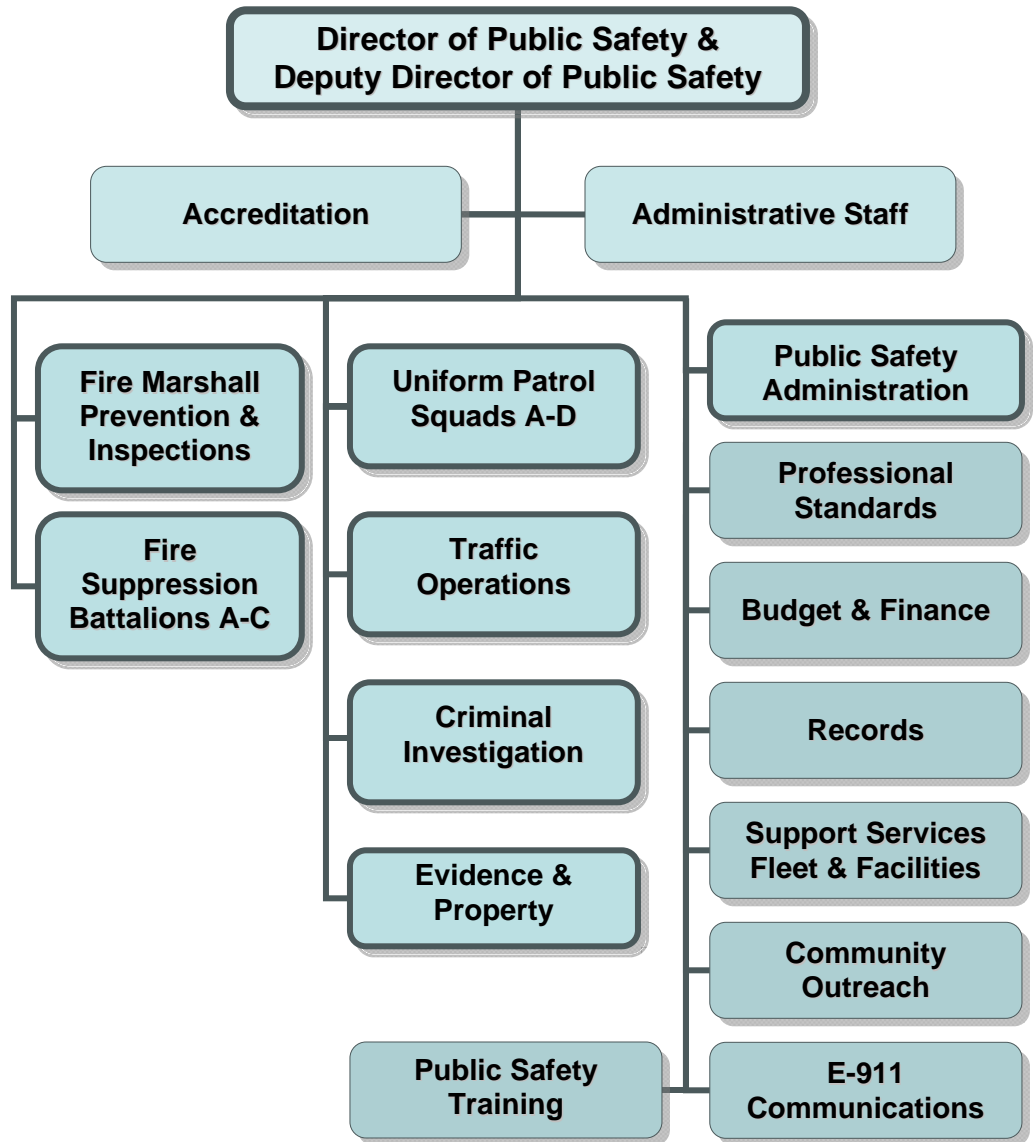 Director of Public Safety &
Deputy Director of Public Safety
Accreditation
Administrative Staff
Fire Marshall
Prevention &
Inspections
Fire
Suppression
Battalions A-C
Uniform Patrol
Squads A-D
Traffic
Operations
Criminal
Investigation
Evidence &
Property
Public Safety
Administration
Professional
Standards
Budget & Finance
Records
Support Services
Fleet & Facilities
Community
Outreach
Public Safety
Training
E-911
Communications